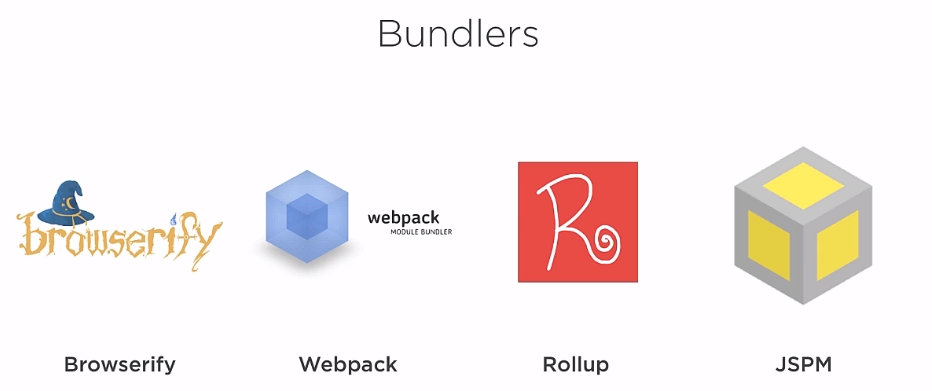 Bundlers
browserify
webpack
MODULE BUNDLER
R
Browserify
Webpack
Rollup
JSPM